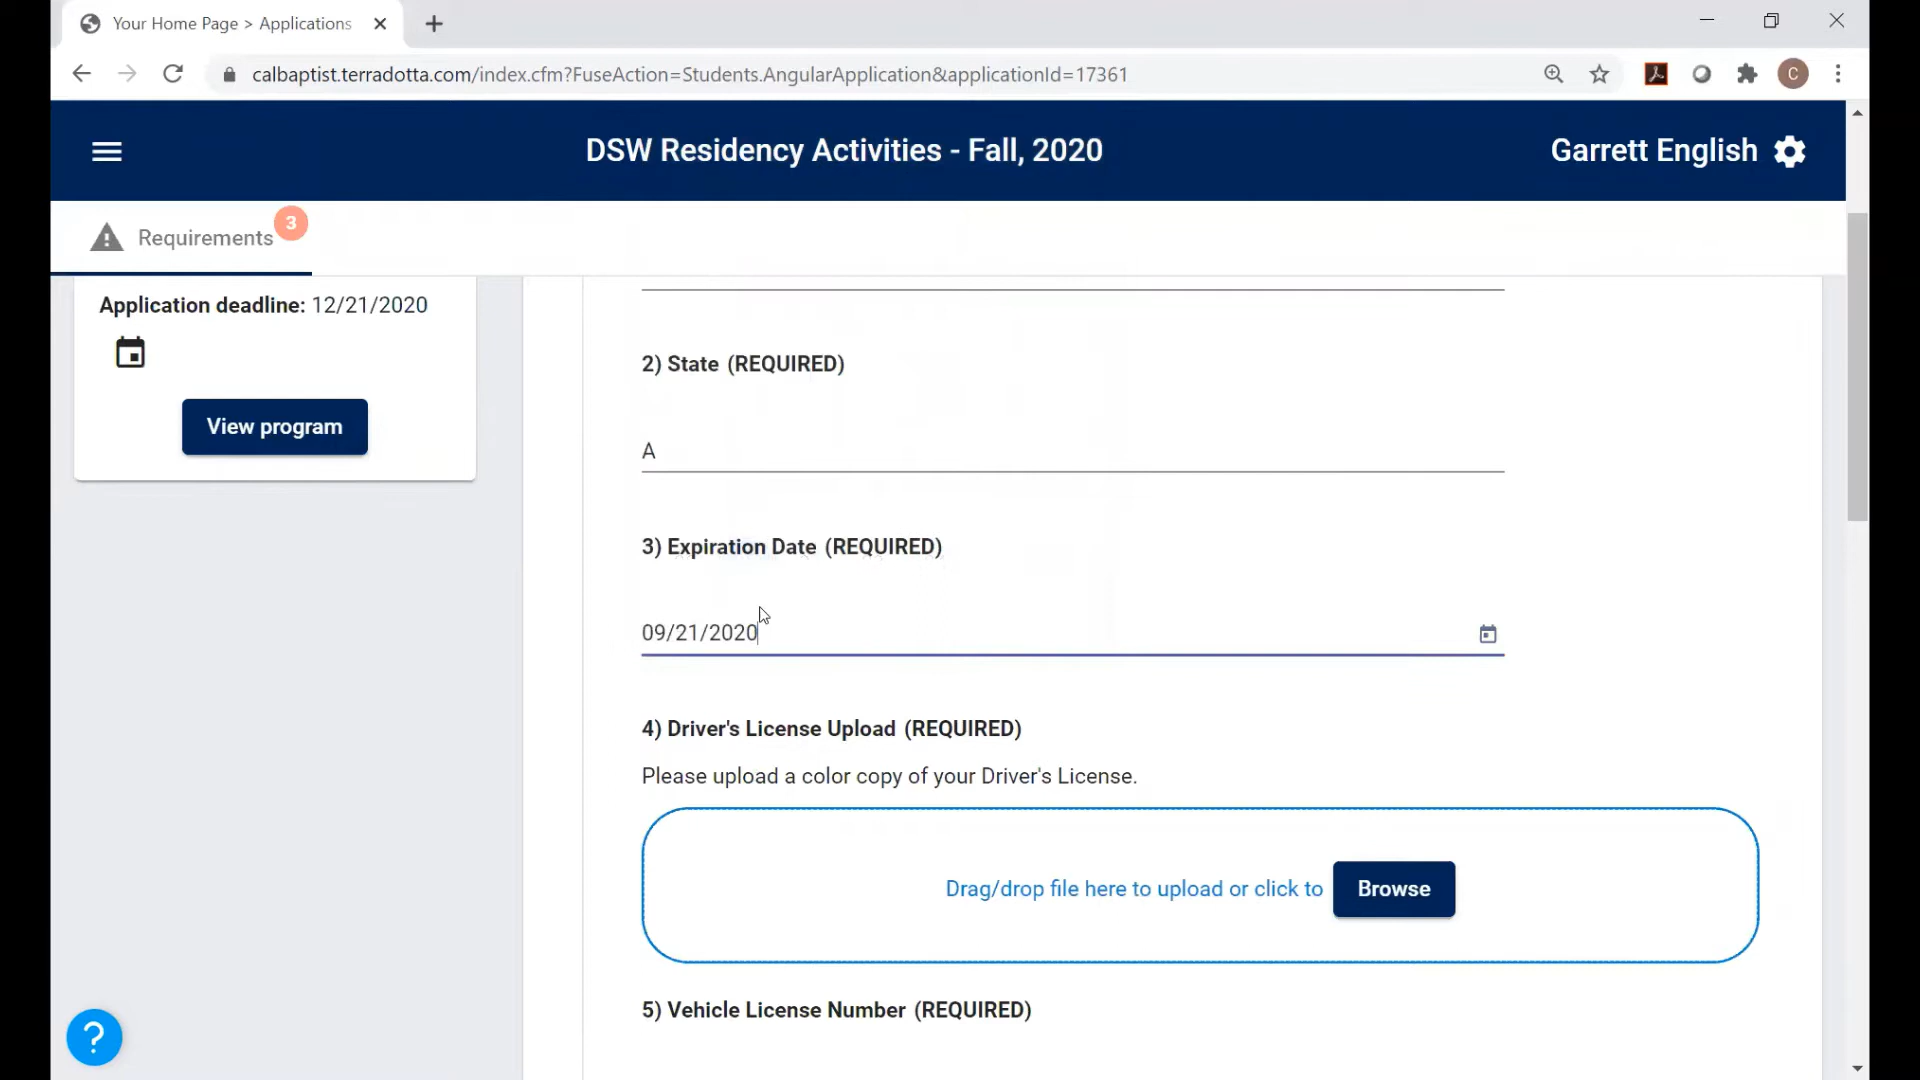 Your Home Page > Applications
calbaptist.terradotta.com/index.cfm?FuseAction=Students.AngularApplication&applicationId=17361
C
DSW Residency Activities - Fall, 2020
Garrett English
Requirements
3
Application deadline: 12/21/2020
View program
2) State (REQUIRED)
A
3) Expiration Date (REQUIRED)
09/21/2020
4) Driver's License Upload (REQUIRED)
Please upload a color copy of your Driver's License.
Drag/drop file here to upload or click to Browse
5) Vehicle License Number (REQUIRED)
?